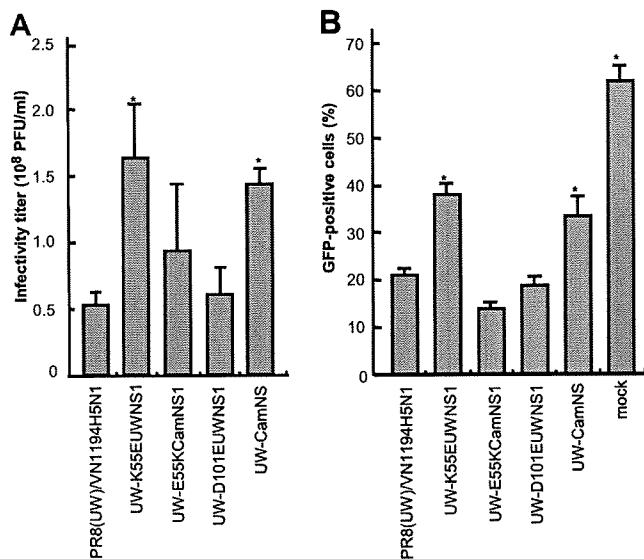 A
Infectivity titer (10⁸ PFU/ml)
2.5
2.0
1.5
1.0
0.5
0
*
*
PR8(UW)/VN1194H5N1
UW-K55EUWNS1
UW-E55KCamNS1
UW-D101EUWNS1
UW-CamNS
B
GFP-positive cells (%)
70
60
50
40
30
20
10
0
*
*
*
PR8(UW)/VN1194H5N1
UW-K55EUWNS1
UW-E55KCamNS1
UW-D101EUWNS1
UW-CamNS
mock